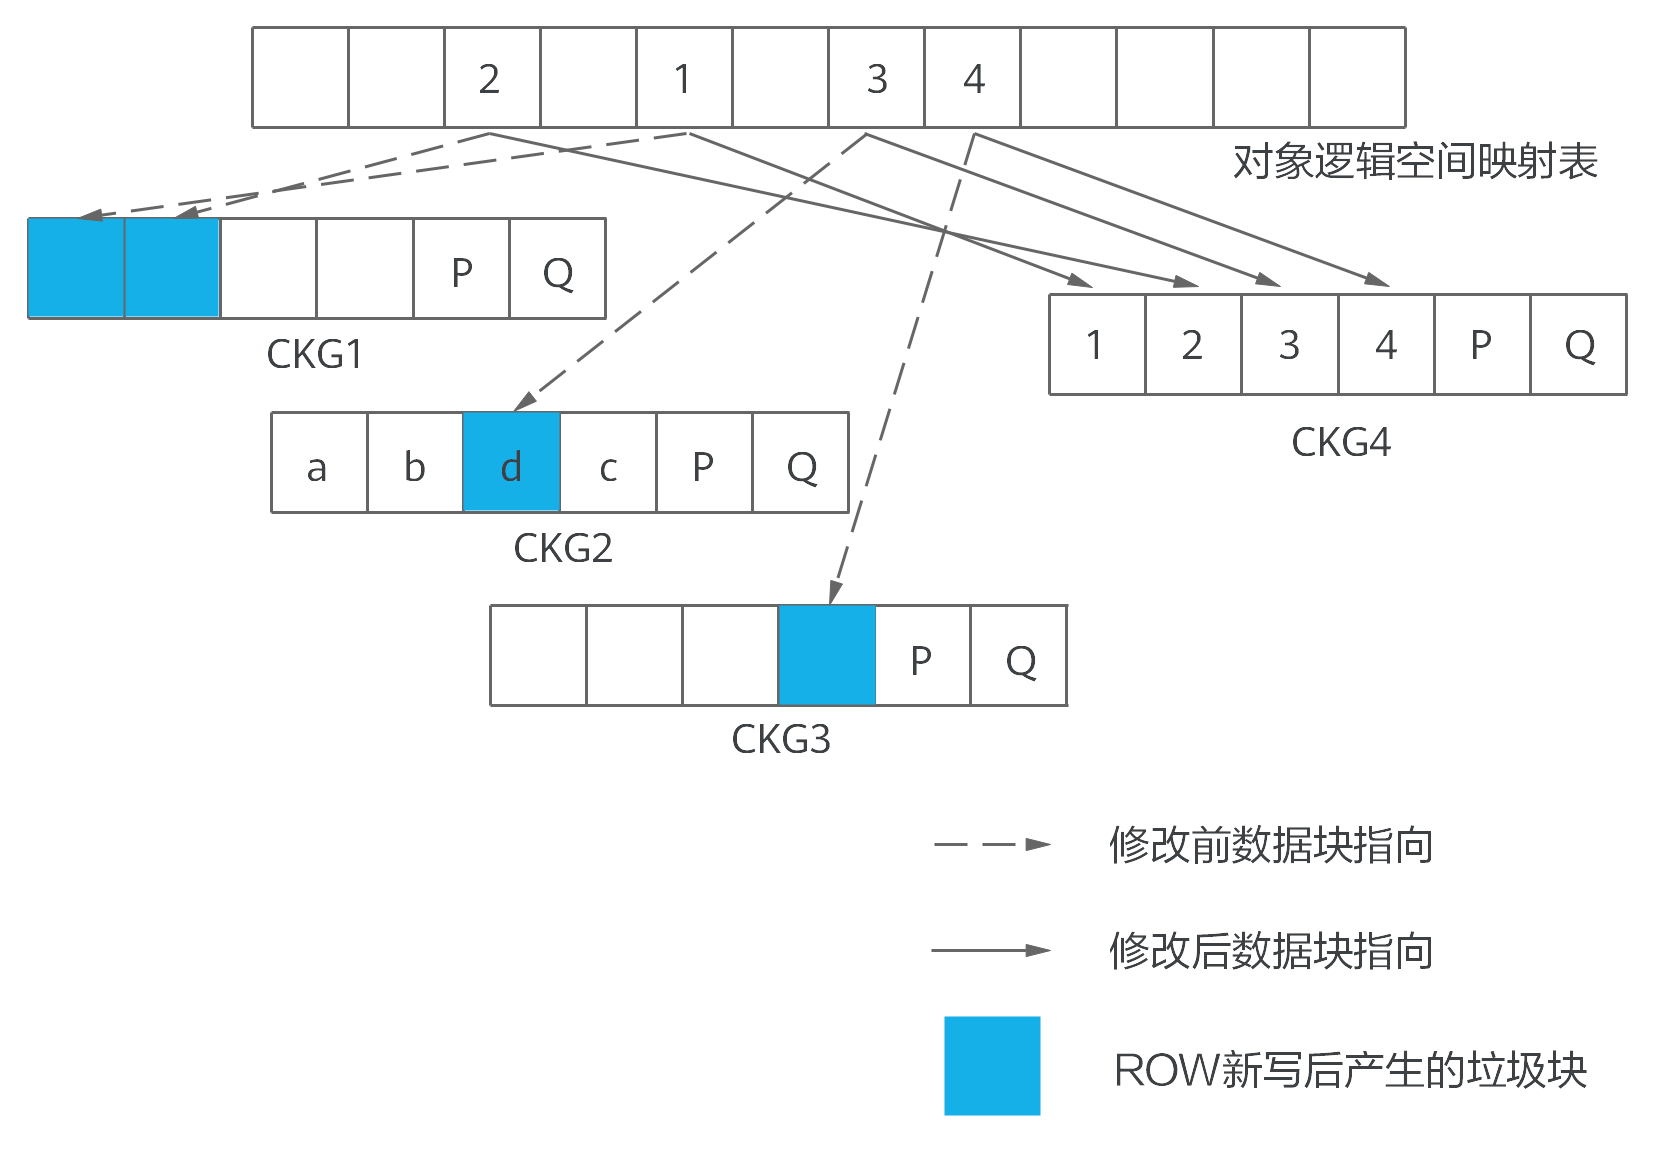 2 1 3 4
对象逻辑空间映射表
P Q
CKG1
1 2 3 4 P Q
CKG4
a b d c P Q
CKG2
P Q
CKG3
修改前数据块指向
修改后数据块指向
ROW新写后产生的垃圾块